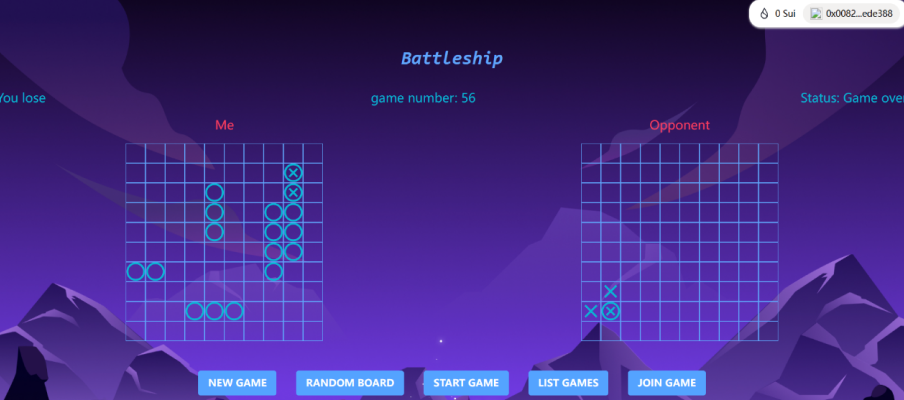 0 Sui 0x0082...ede388
Battleship
You lose game number: 56 Status: Game over
Me Opponent
NEW GAME RANDOM BOARD START GAME LIST GAMES JOIN GAME